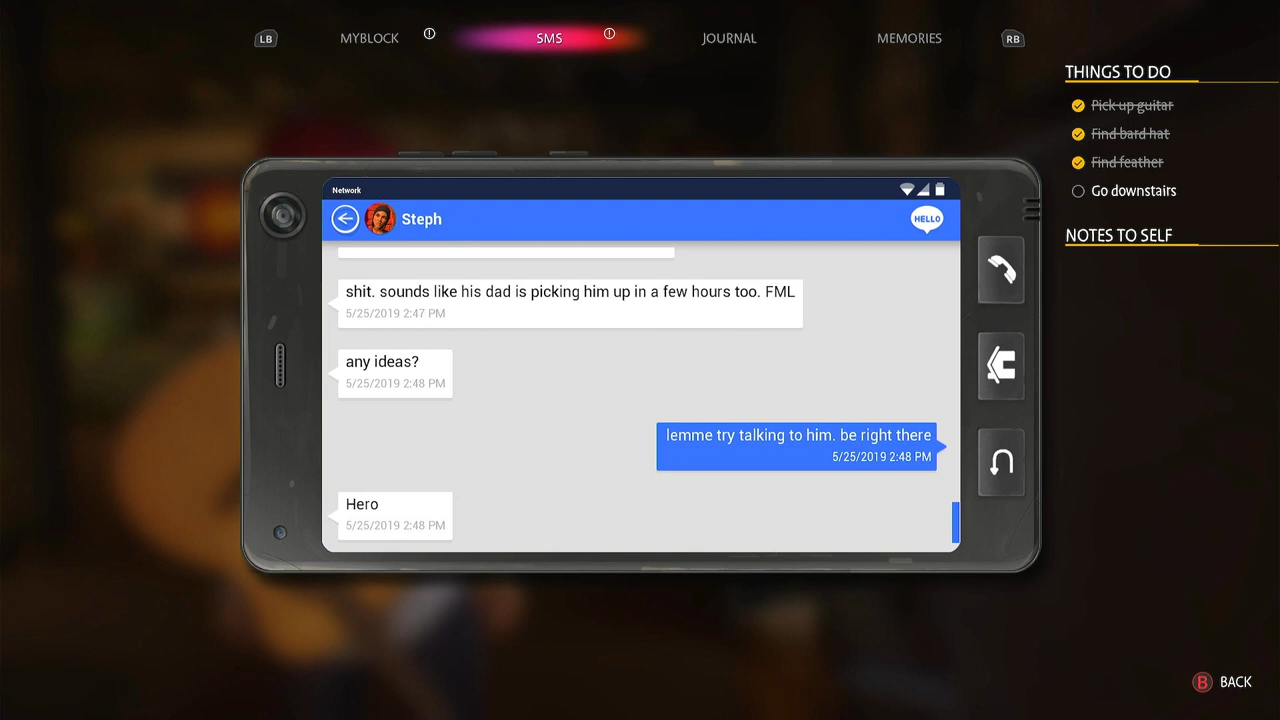 LB
MYBLOCK
SMS
JOURNAL
MEMORIES
RB
THINGS TO DO
Pick up guitar
Find bard hat
Find feather
Go downstairs
NOTES TO SELF
Network
Steph
HELLO
shit. sounds like his dad is picking him up in a few hours too. FML
5/25/2019 2:47 PM
any ideas?
5/25/2019 2:48 PM
lemme try talking to him. be right there
5/25/2019 2:48 PM
Hero
5/25/2019 2:48 PM
B BACK